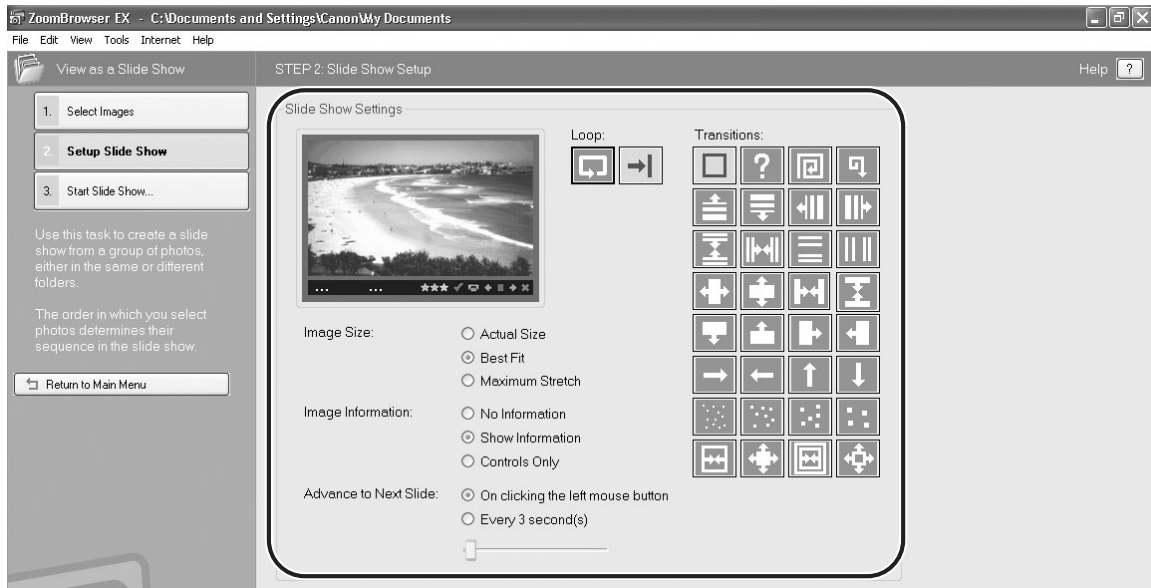 ZoomBrowser EX - C:\Documents and Settings\Canon\My Documents
File Edit View Tools Internet Help
View as a Slide Show
STEP 2: Slide Show Setup
Help ?
1. Select Images
2. Setup Slide Show
3. Start Slide Show...
Use this task to create a slide
show from a group of photos,
either in the same or different
folders.
The order in which you select
photos determines their
sequence in the slide show.
Return to Main Menu
Slide Show Settings
... ...
Loop:
Transitions:
?
Image Size:
Actual Size
Best Fit
Maximum Stretch
Image Information:
No Information
Show Information
Controls Only
Advance to Next Slide:
On clicking the left mouse button
Every 3 second(s)